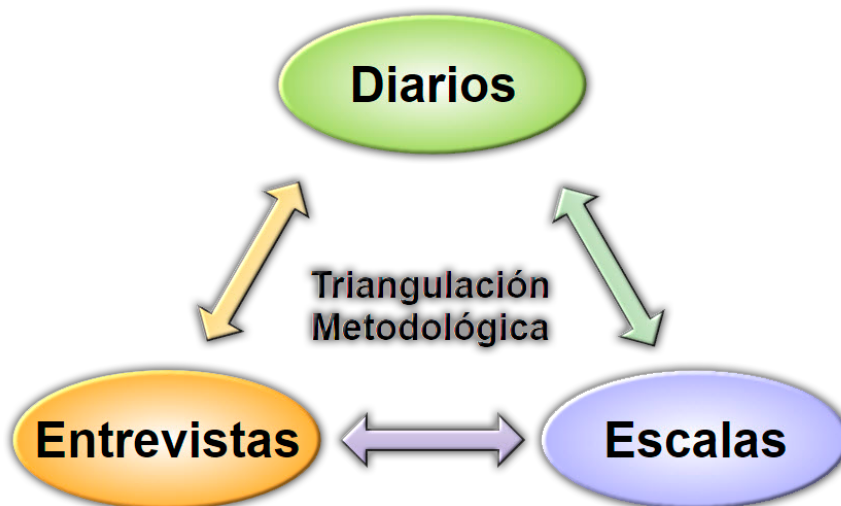 Diarios
Triangulación
Metodológica
Entrevistas
Escalas